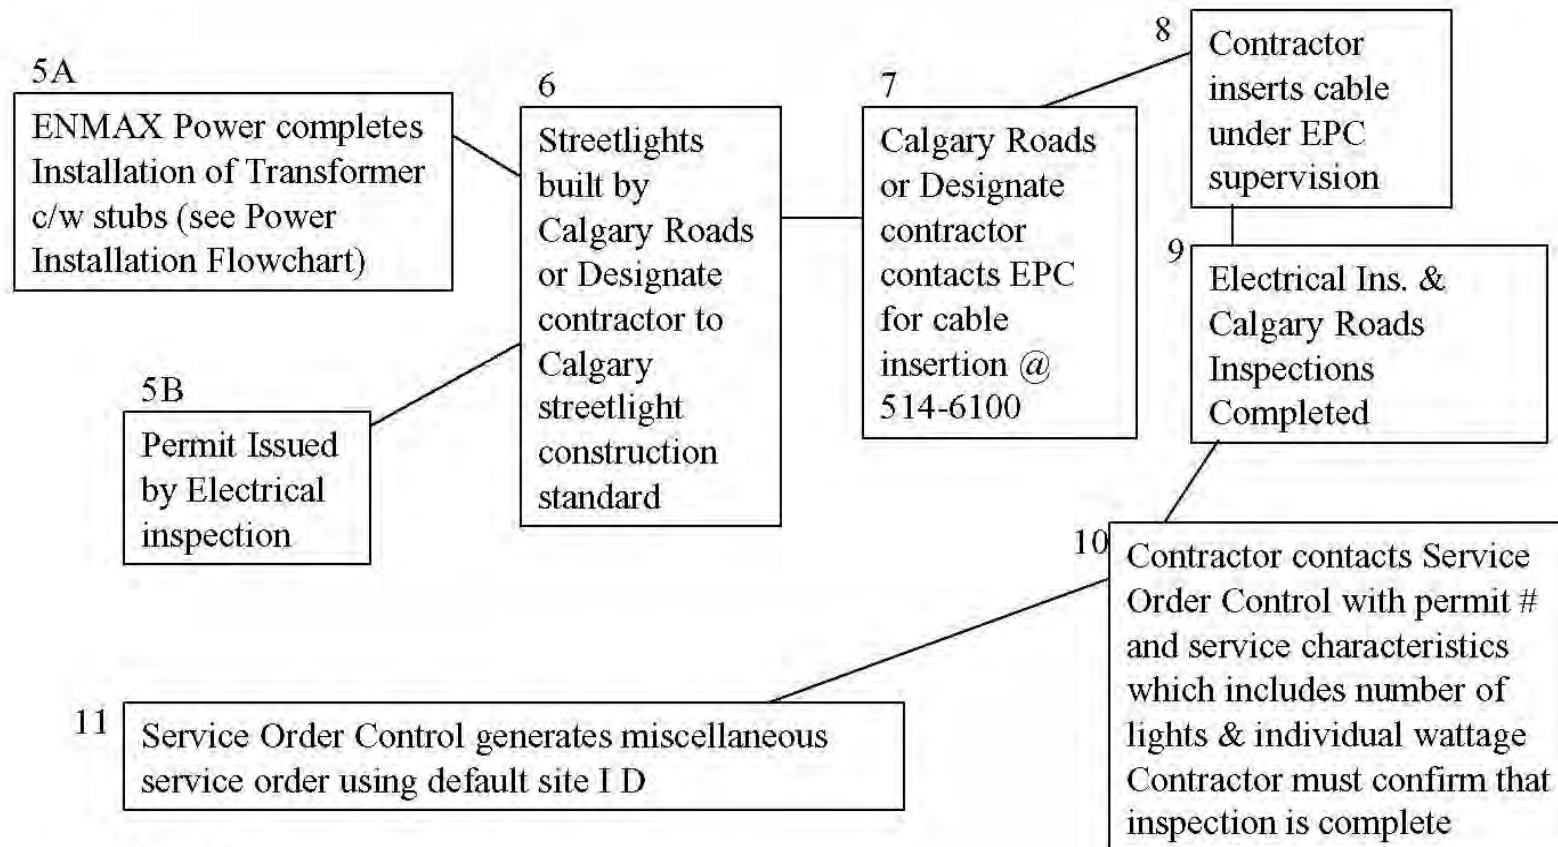 5A
ENMAX Power completes
Installation of Transformer
c/w stubs (see Power
Installation Flowchart)
5B
Permit Issued
by Electrical
inspection
6
Streetlights
built by
Calgary Roads
or Designate
contractor to
Calgary
streetlight
construction
standard
7
Calgary Roads
or Designate
contractor
contacts EPC
for cable
insertion @
514-6100
8
Contractor
inserts cable
under EPC
supervision
9
Electrical Ins. &
Calgary Roads
Inspections
Completed
10
Contractor contacts Service
Order Control with permit #
and service characteristics
which includes number of
lights & individual wattage
Contractor must confirm that
inspection is complete
11
Service Order Control generates miscellaneous
service order using default site I D